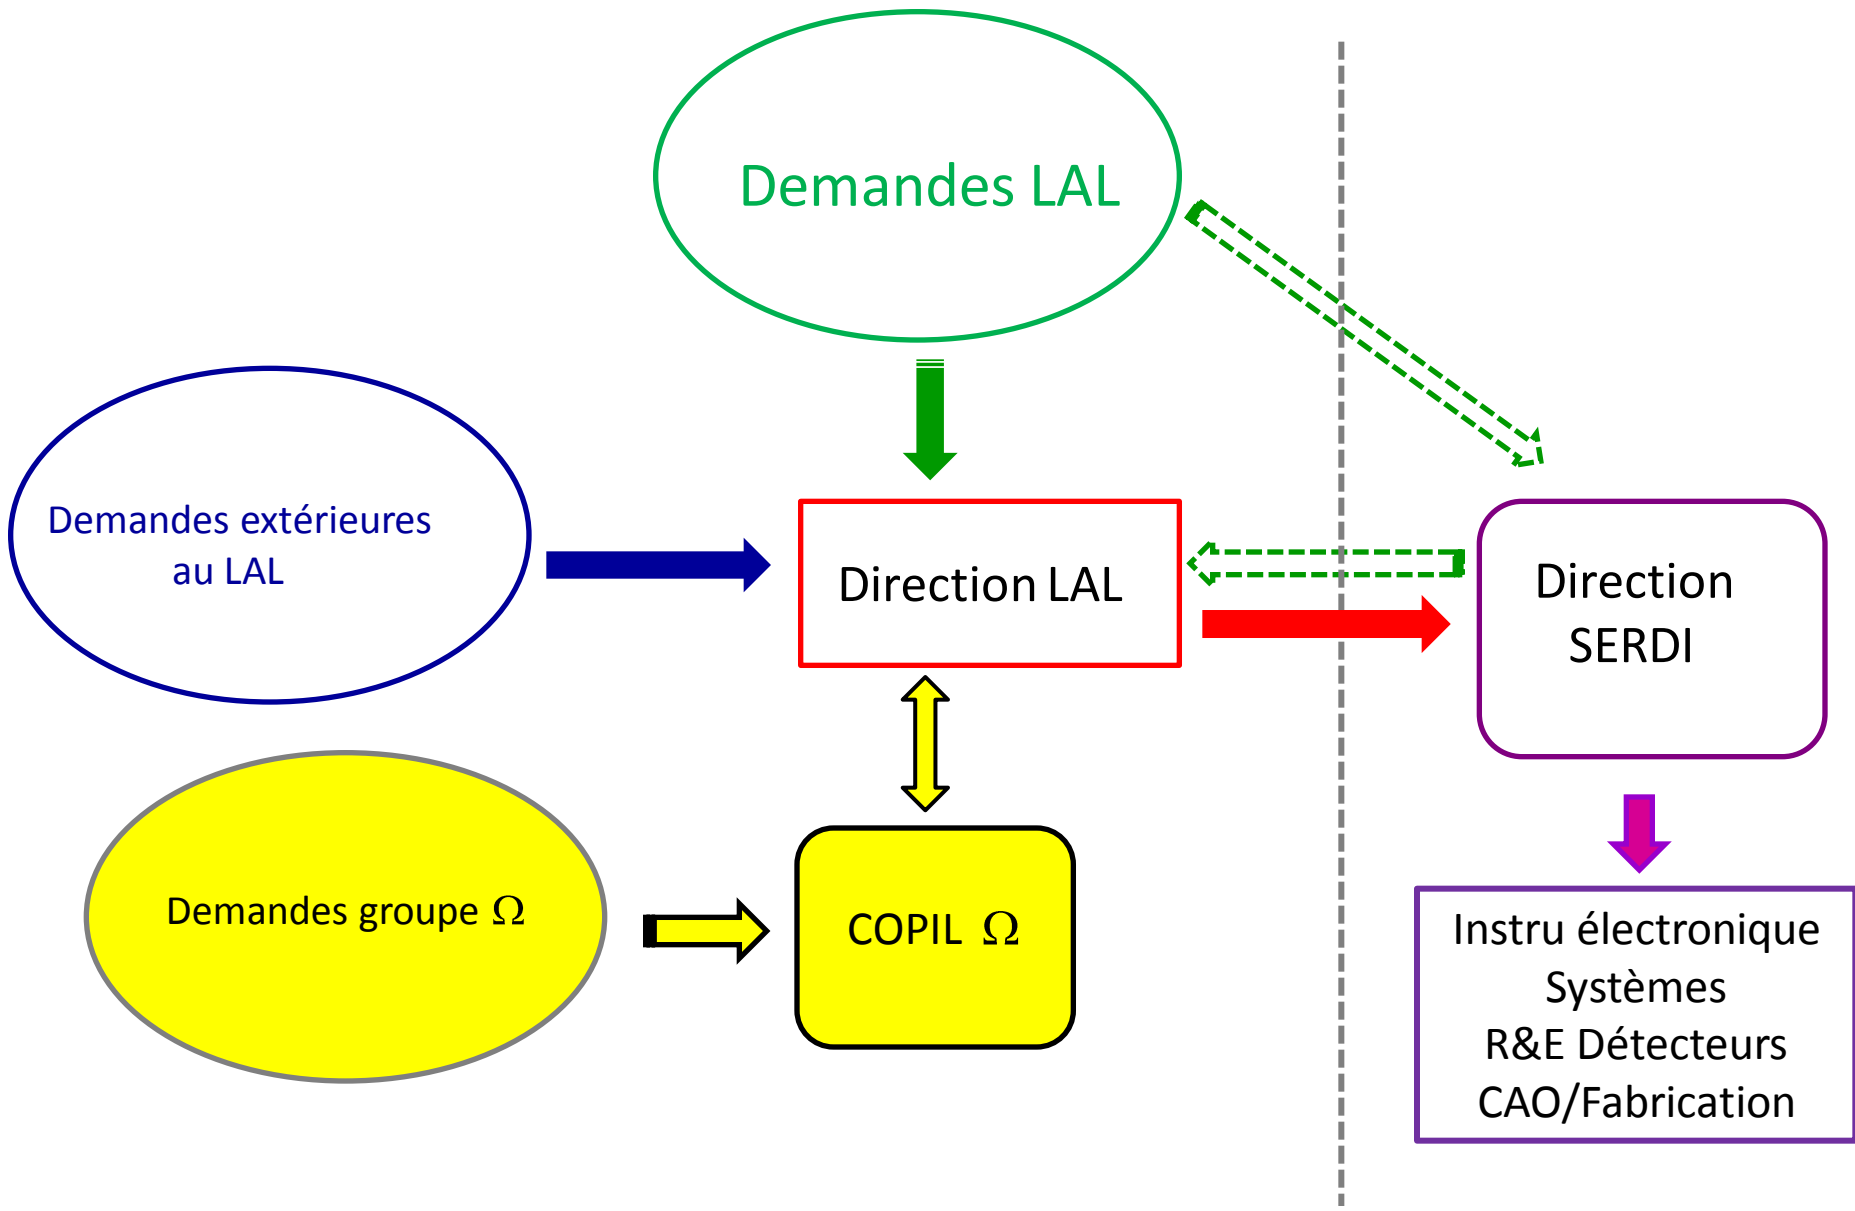 Demandes LAL
Demandes extérieures
au LAL
Direction LAL
Direction
SERDI
Demandes groupe Ω
COPIL Ω
Instru électronique
Systèmes
R&E Détecteurs
CAO/Fabrication